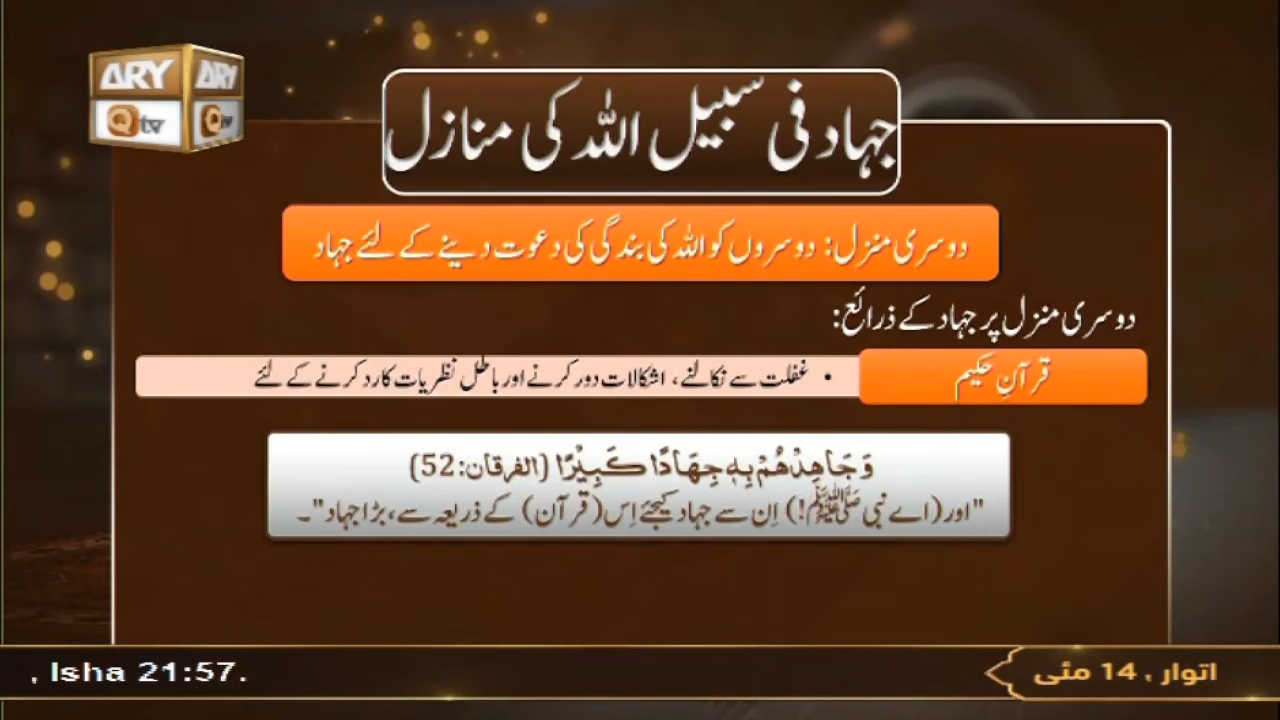 ARY ARY
Qtv Qtv
جہاد فی سبیل اللہ کی منازل
دوسری منزل: دوسروں کو اللہ کی بندگی کی دعوت دینے کے لئے جہاد
دوسری منزل پر جہاد کے ذرائع:
قرآنِ حکیم • غفلت سے نکالنے، اشکالات دور کرنے اور باطل نظریات کا رد کرنے کے لئے
وَجَاهِدْهُمْ بِهٖ جِهَادًا كَبِيْرًا (الفرقان:52)
"اور (اے نبی ﷺ!) اِن سے جہاد کیجئے اِس (قرآن) کے ذریعہ سے، بڑا جہاد"۔
, Isha 21:57.
اتوار , 14 مئی